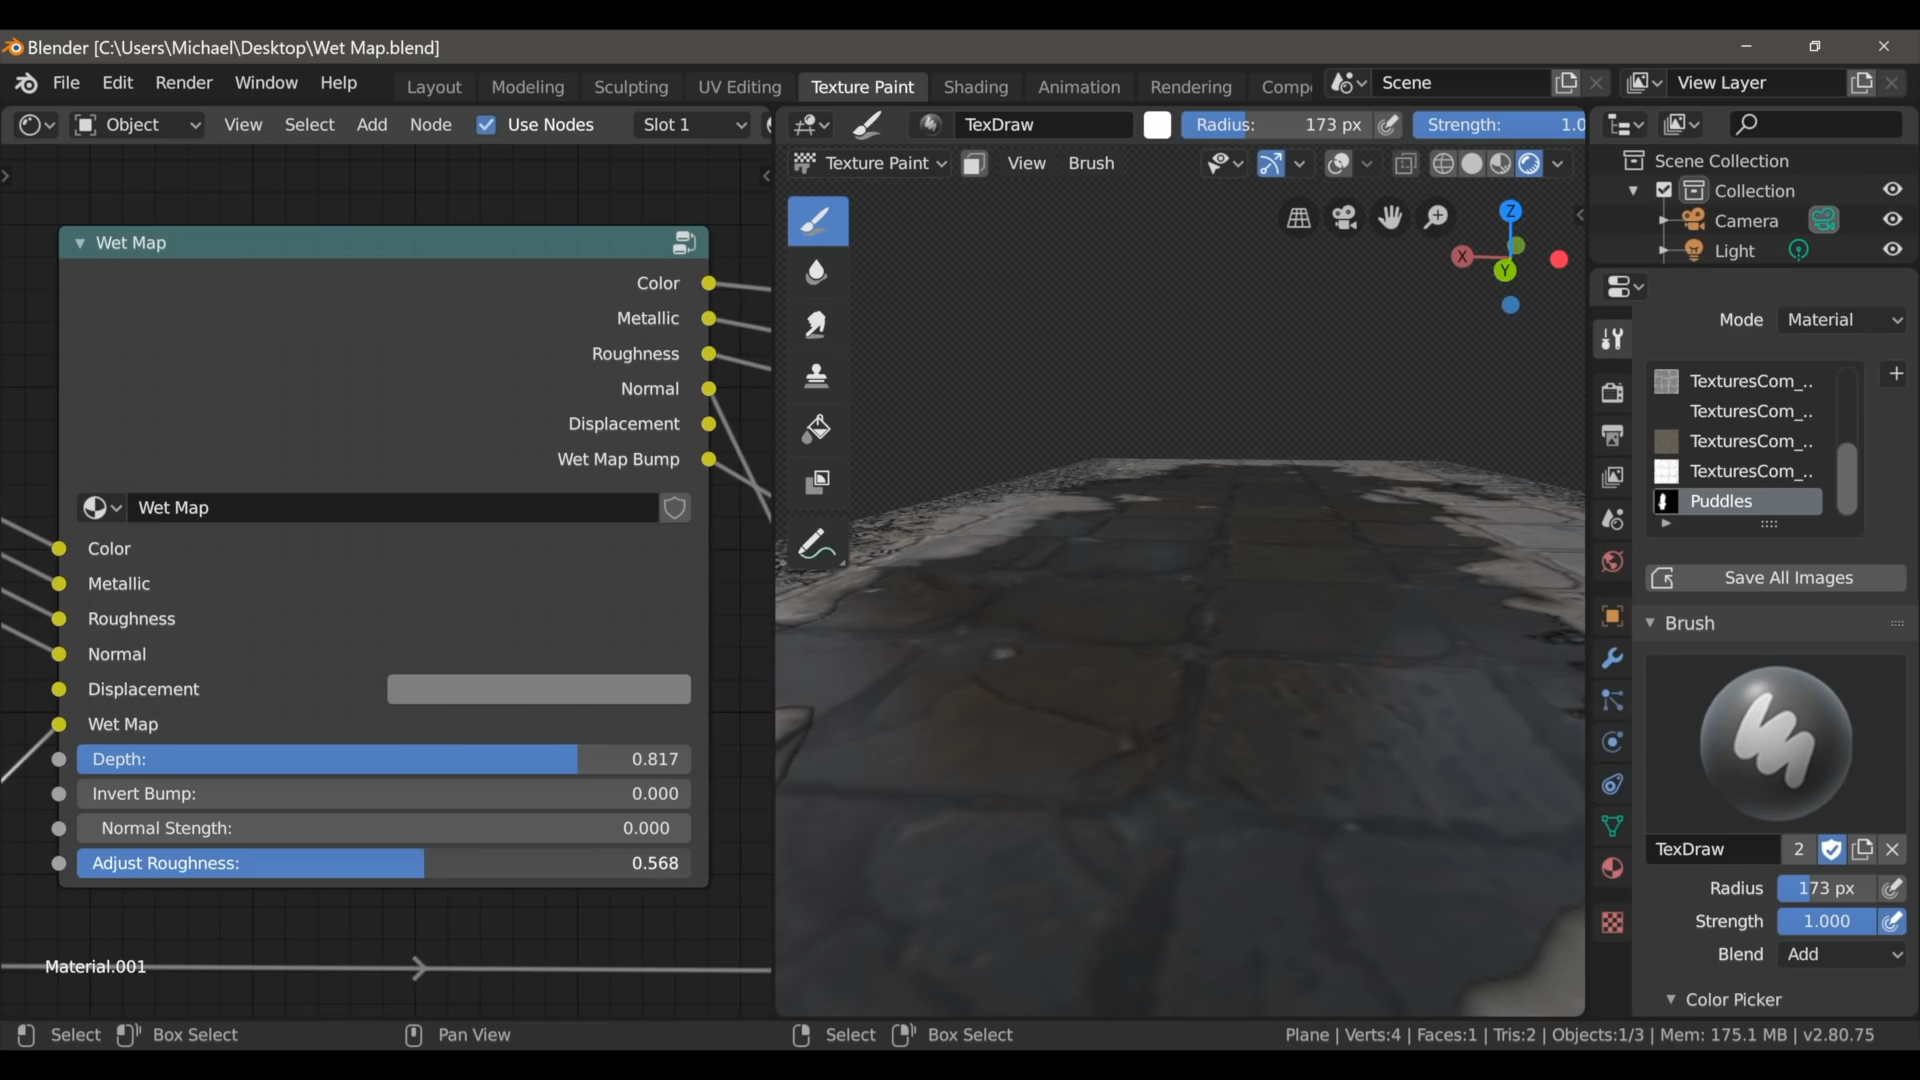 Blender [C:\Users\Michael\Desktop\Wet Map.blend]
File Edit Render Window Help
Layout Modeling Sculpting UV Editing Texture Paint Shading Animation Rendering Comp
Scene
View Layer
Object View Select Add Node Use Nodes Slot 1
TexDraw Radius: 173 px Strength: 1.0
Texture Paint View Brush
Z
X
Y
Wet Map
Color
Metallic
Roughness
Normal
Displacement
Wet Map Bump
Wet Map
Color
Metallic
Roughness
Normal
Displacement
Wet Map
Depth: 0.817
Invert Bump: 0.000
Normal Stength: 0.000
Adjust Roughness: 0.568
Material.001
Scene Collection
Collection
Camera
Light
Mode Material
TexturesCom_..
TexturesCom_..
TexturesCom_..
TexturesCom_..
Puddles
Save All Images
Brush
TexDraw 2
Radius 173 px
Strength 1.000
Blend Add
Color Picker
Select Box Select Pan View Select Box Select
Plane | Verts:4 | Faces:1 | Tris:2 | Objects:1/3 | Mem: 175.1 MB | v2.80.75